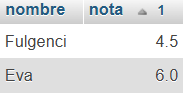 nombre nota 1
Fulgenci 4.5
Eva 6.0